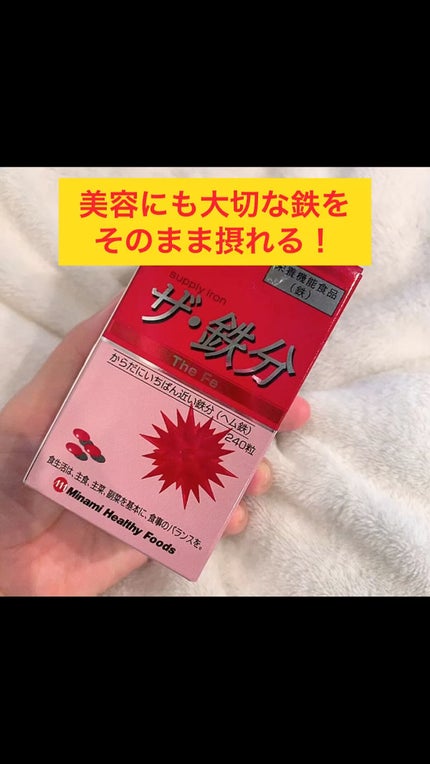 美容にも大切な鉄を
そのまま摂れる！
栄養機能食品
（鉄）
supply iron
ザ・鉄分
The Fe
からだにいちばん近い鉄分（ヘム鉄）
240粒
食生活は、主食、主菜、副菜を基本に、食事のバランスを。
Minami Healthy Foods